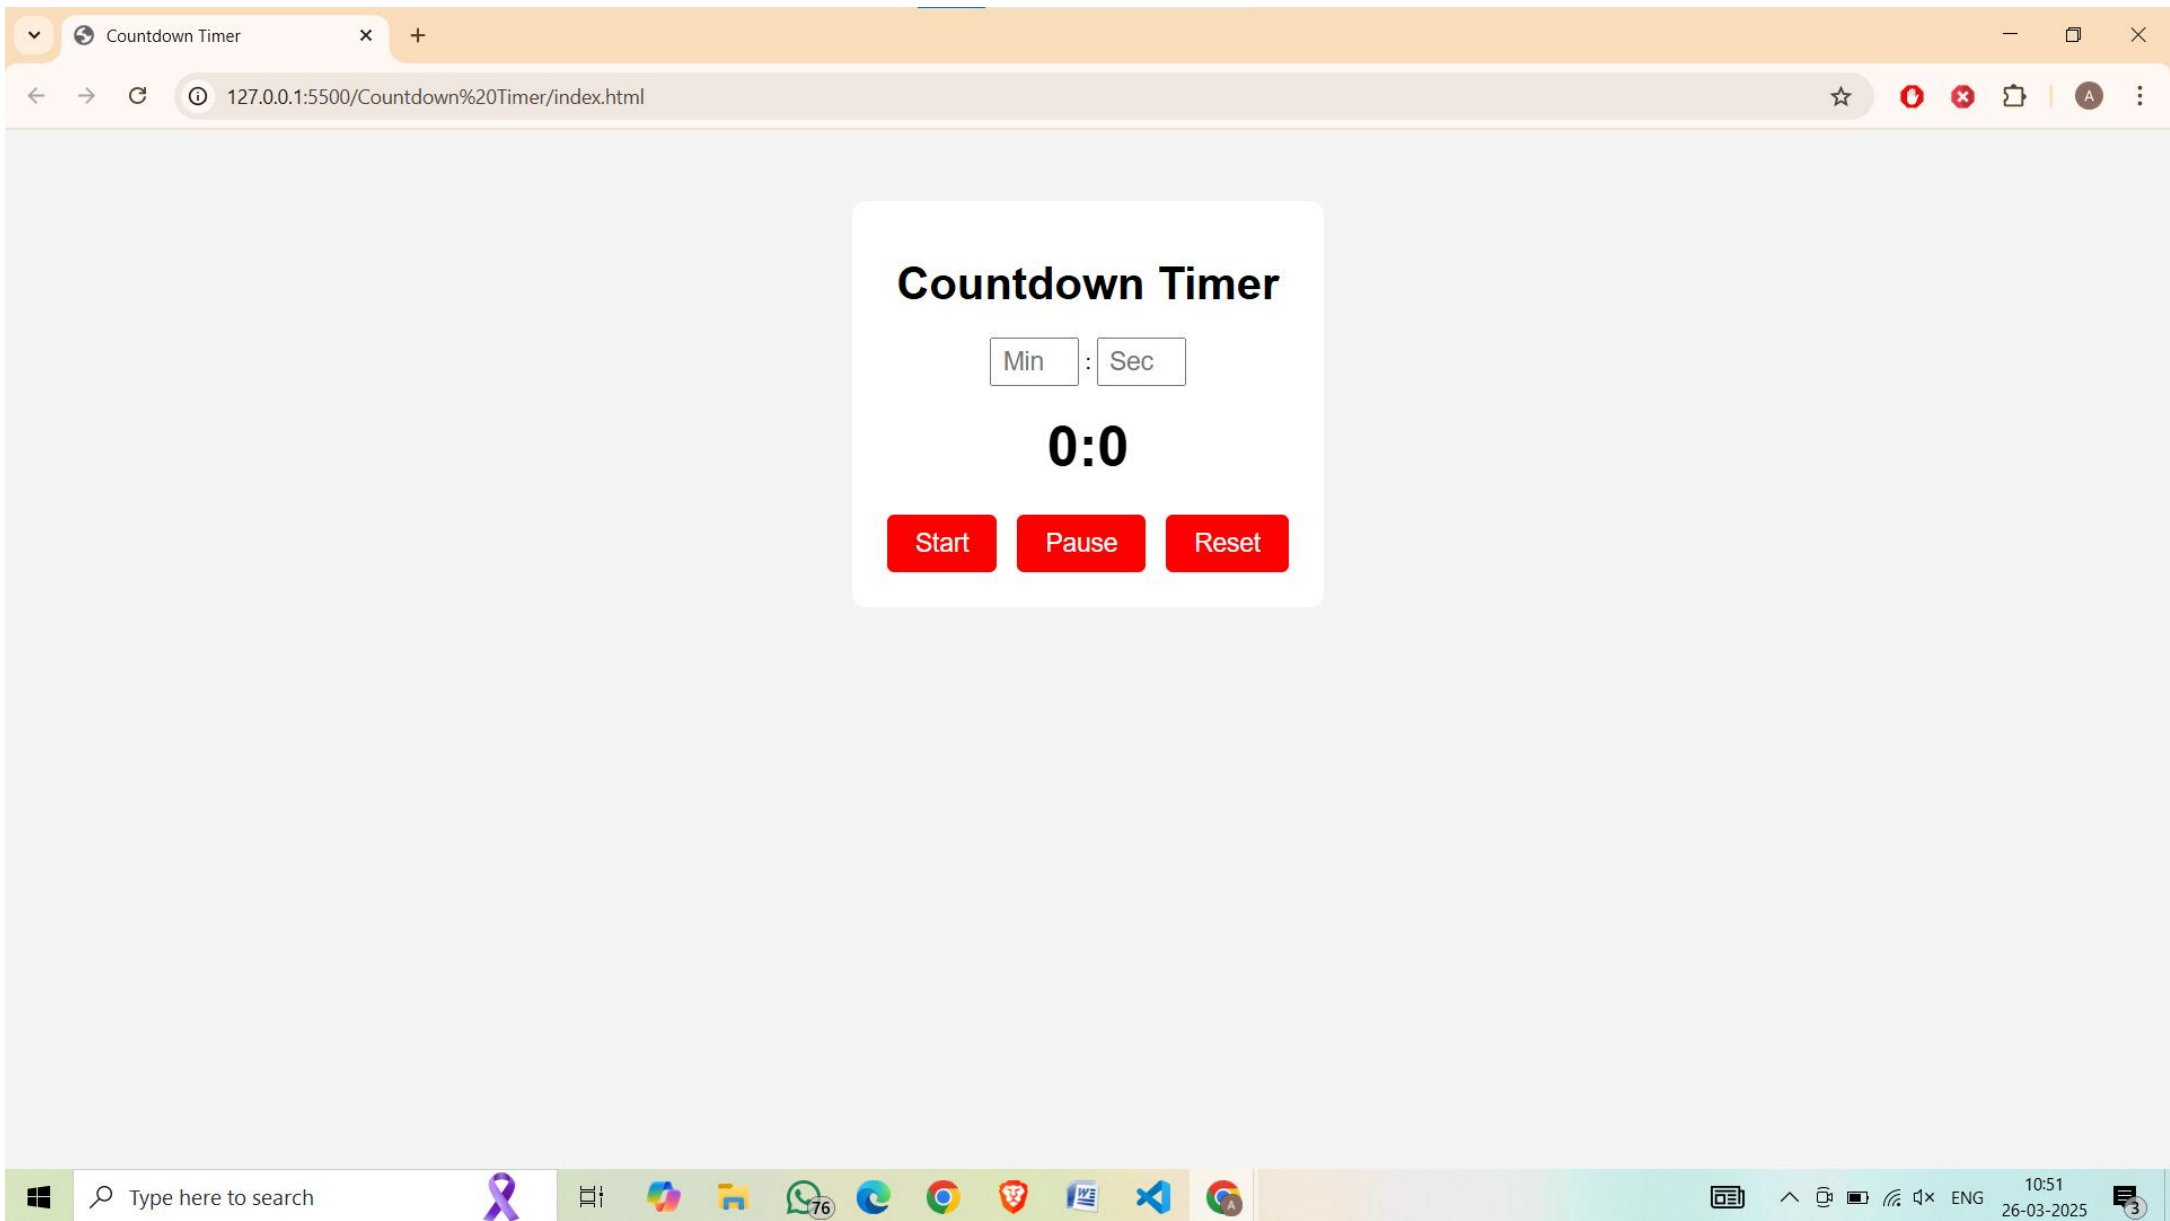 Countdown Timer
127.0.0.1:5500/Countdown%20Timer/index.html
A
Countdown Timer
Min : Sec
0:0
Start Pause Reset
Type here to search
76
W
A
ENG
10:51
26-03-2025
3